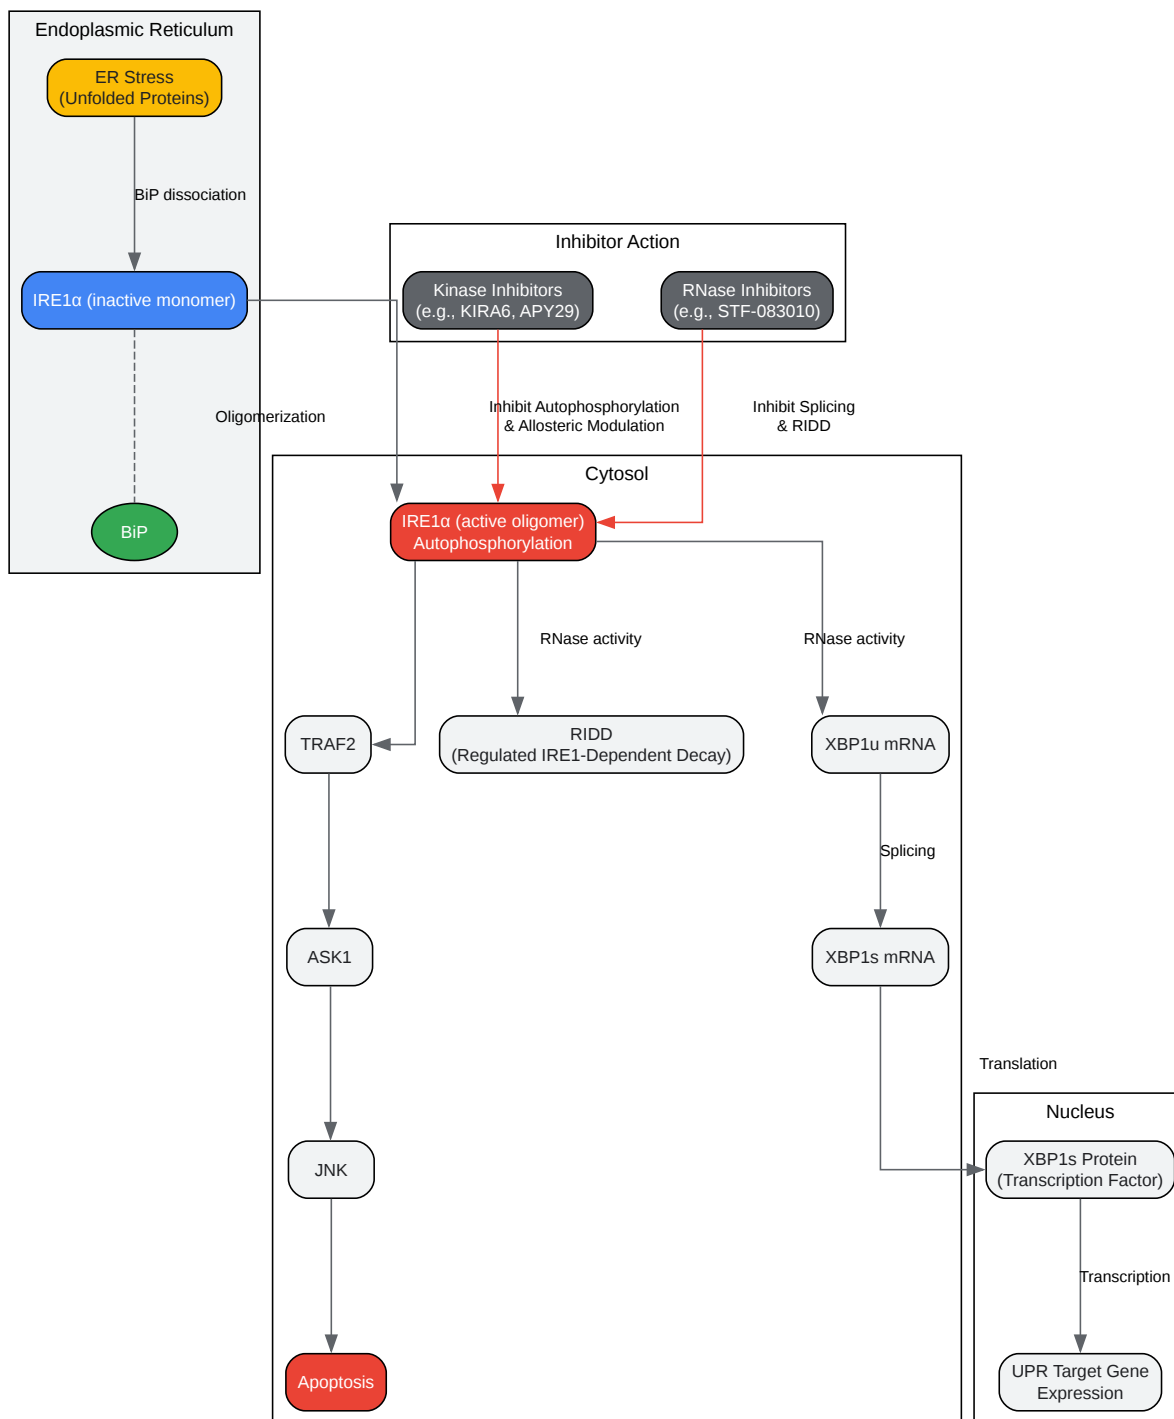 Endoplasmic Reticulum
ER Stress
(Unfolded Proteins)
BiP dissociation
IRE1α (inactive monomer)
Oligomerization
BiP
Inhibitor Action
Kinase Inhibitors
(e.g., KIRA6, APY29)
RNase Inhibitors
(e.g., STF-083010)
Inhibit Autophosphorylation
& Allosteric Modulation
Inhibit Splicing
& RIDD
Cytosol
IRE1α (active oligomer)
Autophosphorylation
RNase activity
RNase activity
TRAF2
RIDD
(Regulated IRE1-Dependent Decay)
XBP1u mRNA
Splicing
ASK1
XBP1s mRNA
Translation
JNK
Apoptosis
Nucleus
XBP1s Protein
(Transcription Factor)
Transcription
UPR Target Gene
Expression